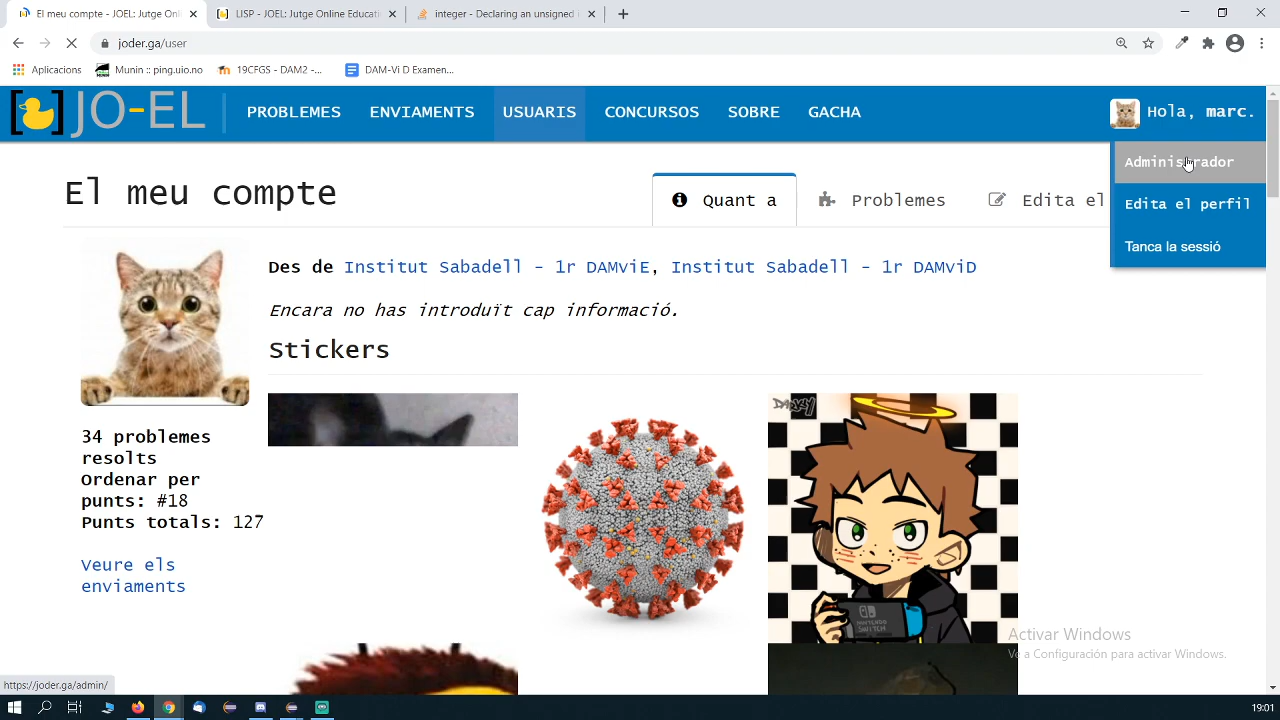 El meu compte - JOEL: Jutge Onl
LISP - JOEL: Jutge Online Educati
integer - Declaring an unsigned
joder.ga/user
Aplicacions
Munin :: ping.uio.no
19CFGS - DAM2 -...
DAM-Vi D Examen...
JO-EL
PROBLEMES
ENVIAMENTS
USUARIS
CONCURSOS
SOBRE
GACHA
Hola, marc.
Administrador
Edita el perfil
Tanca la sessió
El meu compte
Quant a
Problemes
Edita el
Des de Institut Sabadell - 1r DAMviE, Institut Sabadell - 1r DAMviD
Encara no has introduït cap informació.
Stickers
34 problemes
resolts
Ordenar per
punts: #18
Punts totals: 127
Veure els
enviaments
NINTENDO
SWITCH
Activar Windows
Ve a Configuración para activar Windows.
https://joder.ga/admin/
19:01